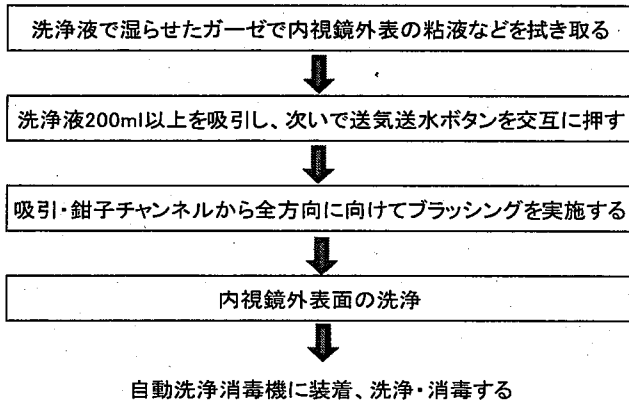 洗浄液で湿らせたガーゼで内視鏡外表の粘液などを拭き取る
洗浄液200ml以上を吸引し、次いで送気送水ボタンを交互に押す
吸引・鉗子チャンネルから全方向に向けてブラッシングを実施する
内視鏡外表面の洗浄
自動洗浄消毒機に装着、洗浄・消毒する